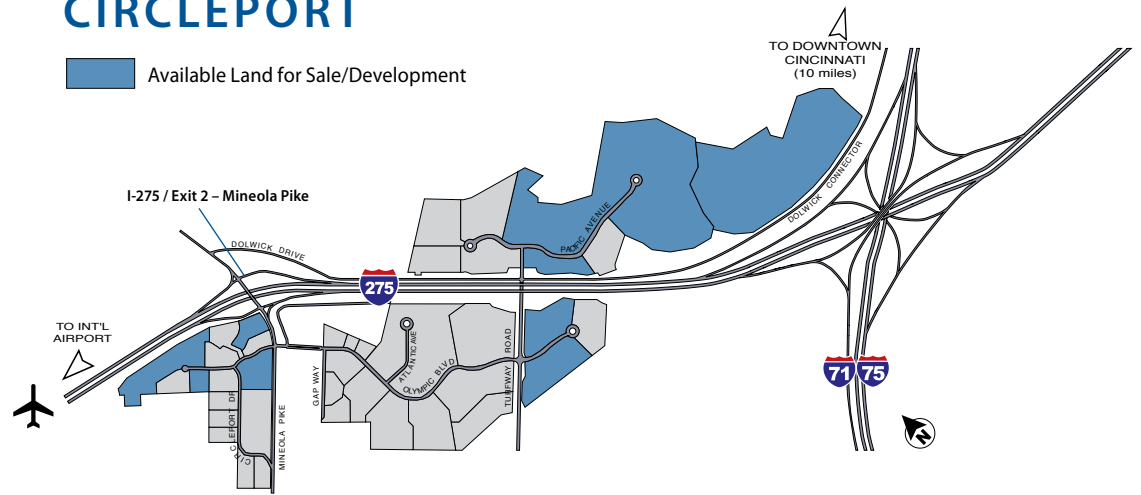 CIRCLEPORT
Available Land for Sale/Development
TO DOWNTOWN
CINCINNATI
(10 miles)
I-275 / Exit 2 – Mineola Pike
DOLWICK DRIVE
PACIFIC AVENUE
DOLWICK CONNECTOR
275
TO INT'L
AIRPORT
ATLANTIC AVE
OLYMPIC BLVD
TURFWAY ROAD
GAP WAY
CIRCLEPORT DR
MINEOLA PIKE
71
75
N